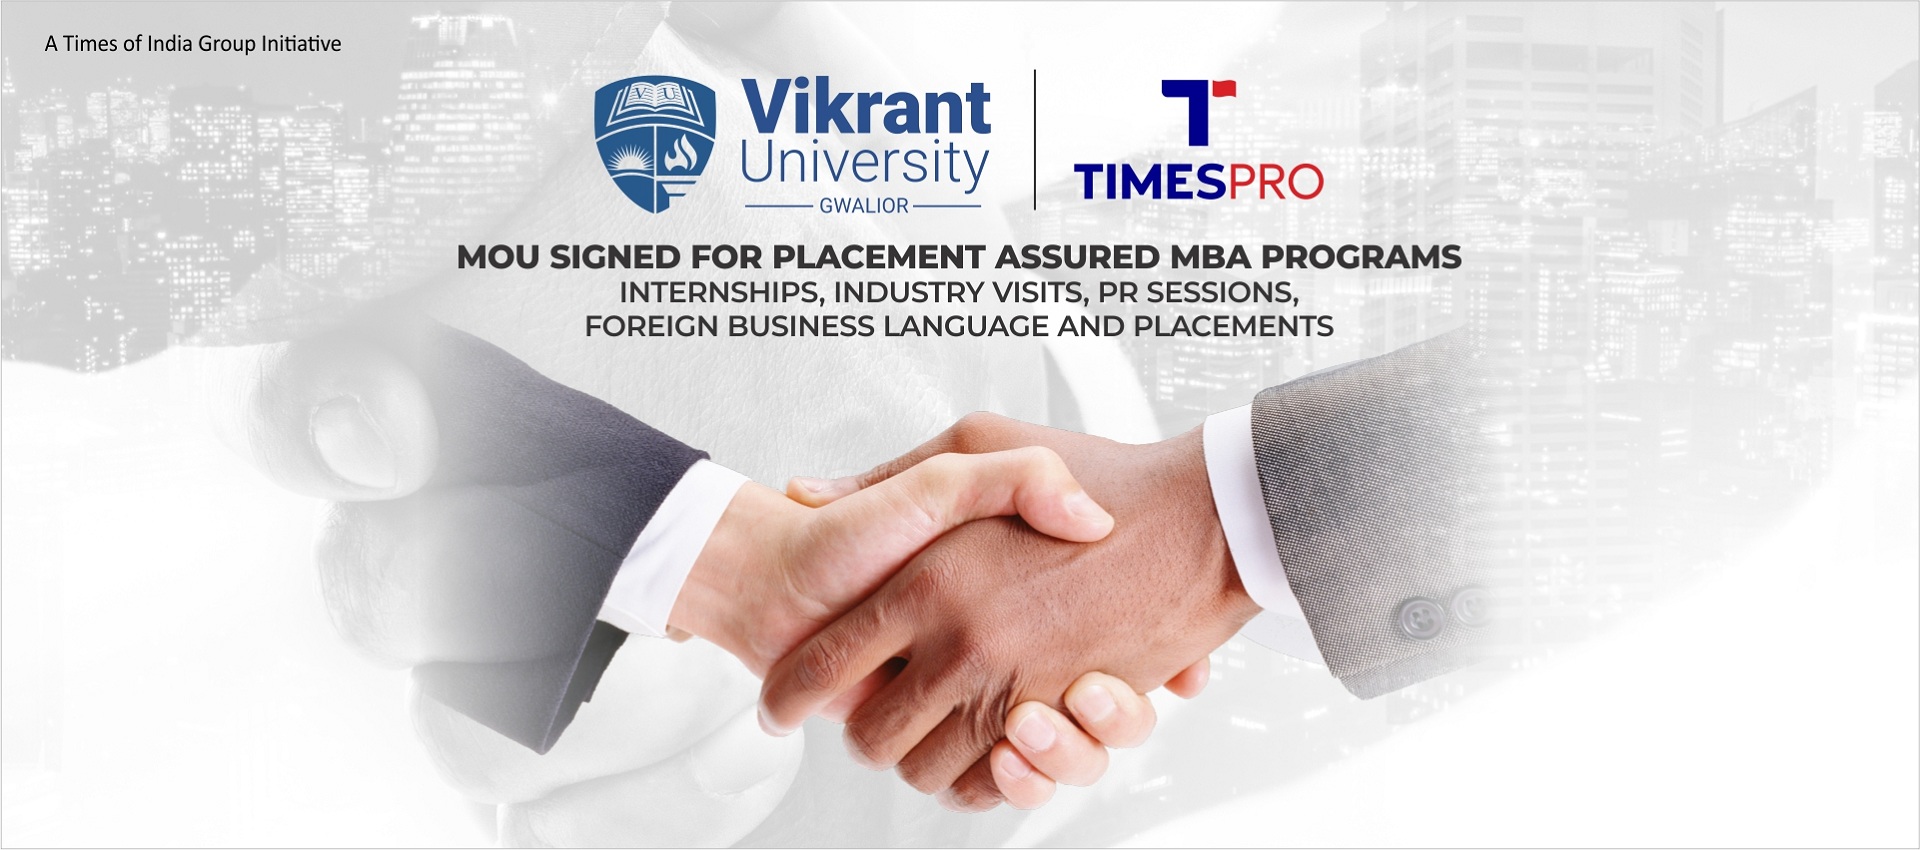 A Times of India Group Initiative
V U
Vikrant
University
GWALIOR
T
TIMESPRO
MOU SIGNED FOR PLACEMENT ASSURED MBA PROGRAMS
INTERNSHIPS, INDUSTRY VISITS, PR SESSIONS,
FOREIGN BUSINESS LANGUAGE AND PLACEMENTS